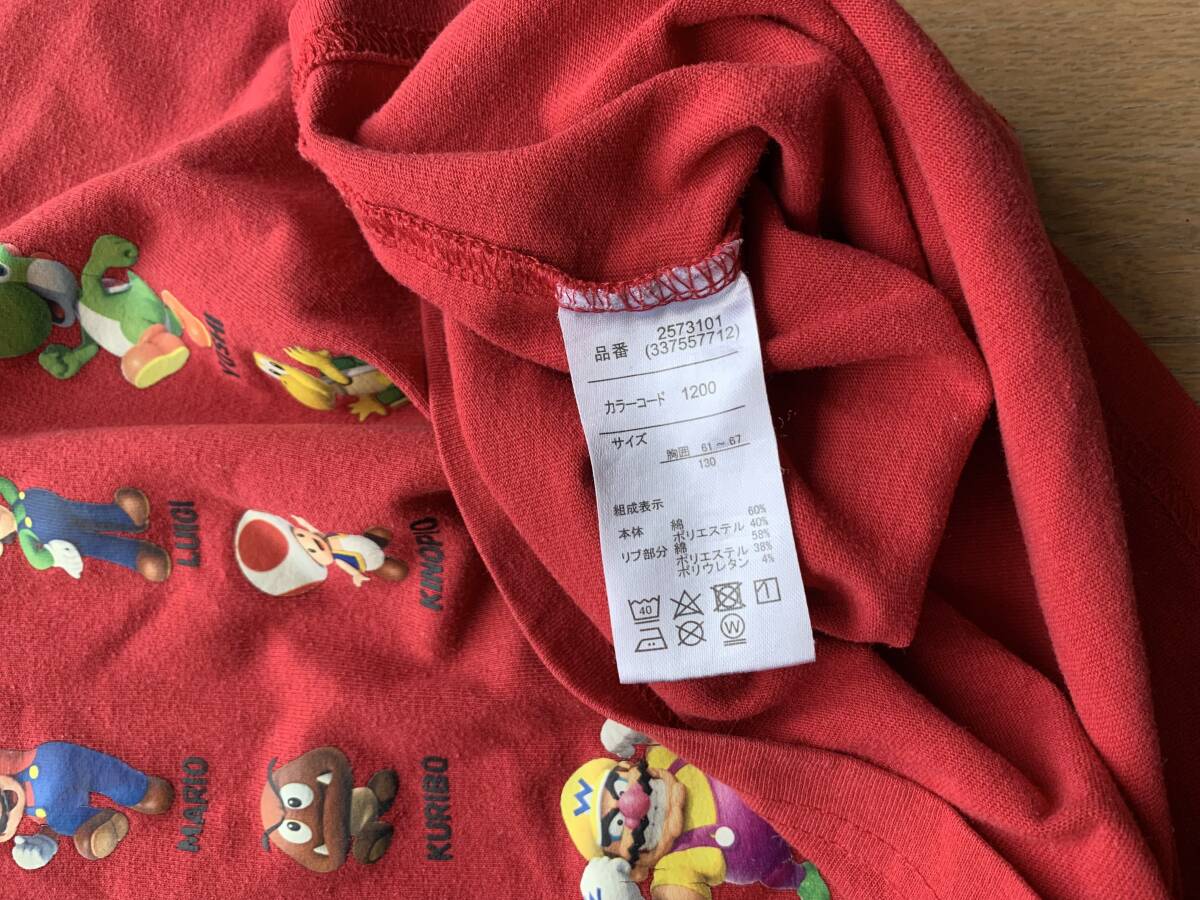 2573101
品番 (337557712)
カラーコード 1200
サイズ
胸囲 61～67
130
組成表示
本体 綿 60%
ポリエステル 40%
リブ部分 綿 58%
ポリエステル 38%
ポリウレタン 4%
40
1
W
YOSHI
LUIGI
KINOPIO
MARIO
KURIBO
W